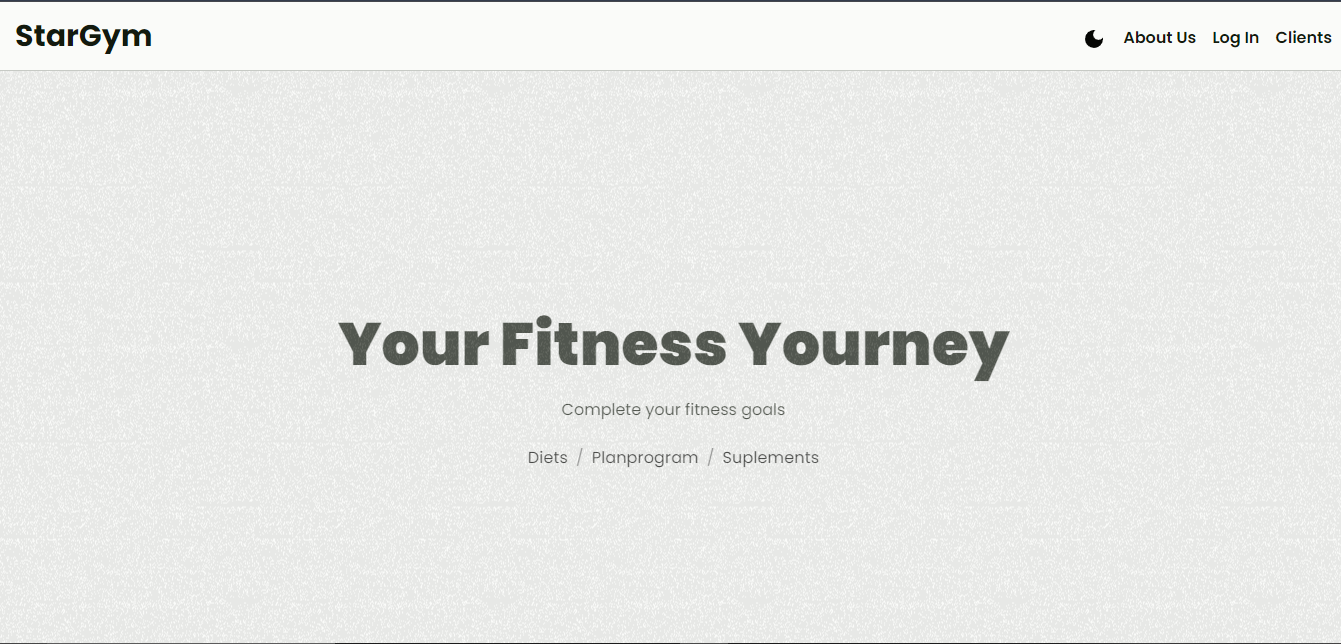 StarGym
About Us Log In Clients
Your Fitness Yourney
Complete your fitness goals
Diets / Planprogram / Suplements